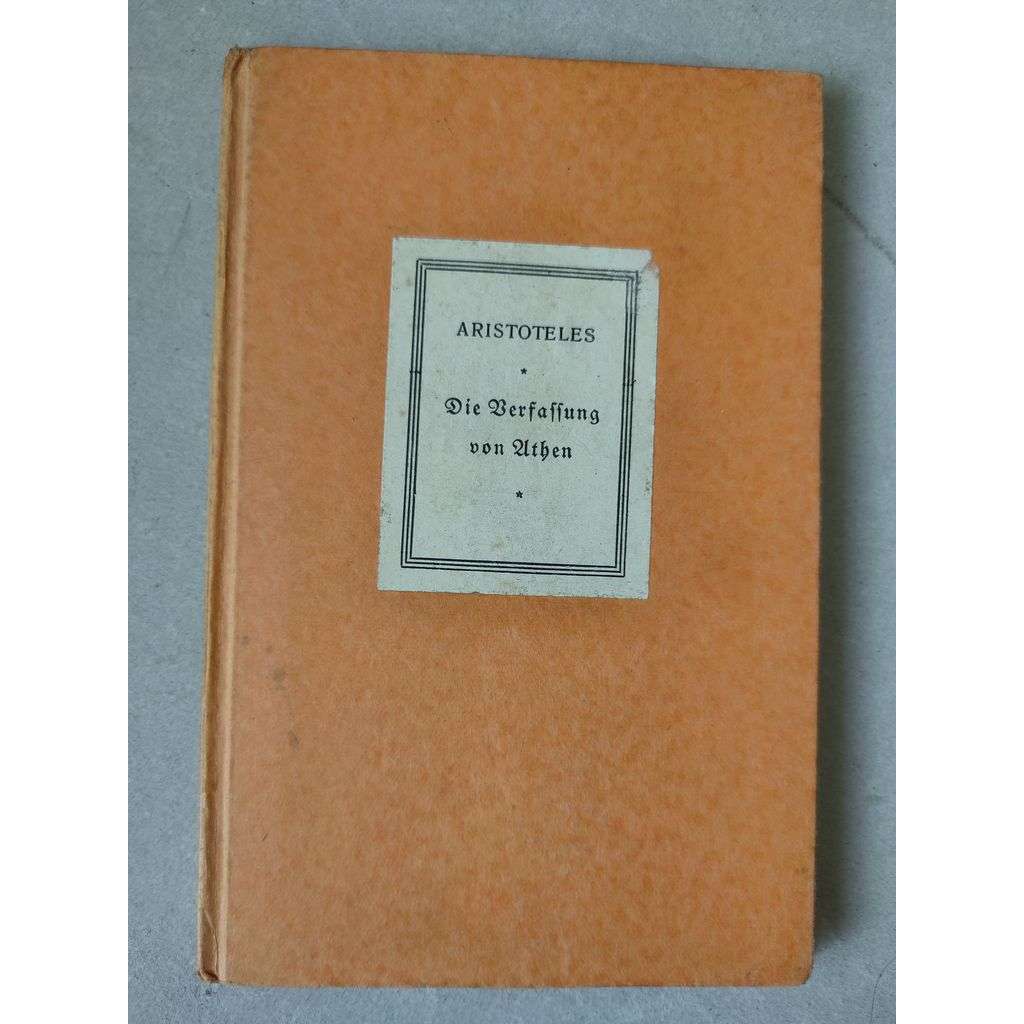 ARISTOTELES
*
Die Verfaſſung
von Athen
*